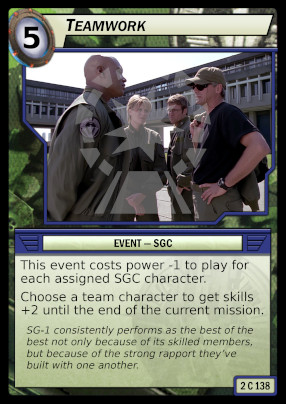 5
TEAMWORK
EVENT — SGC
This event costs power -1 to play for
each assigned SGC character.
Choose a team character to get skills
+2 until the end of the current mission.
SG-1 consistently performs as the best of the
best not only because of its skilled members,
but because of the strong rapport they've
built with one another.
2 C 138